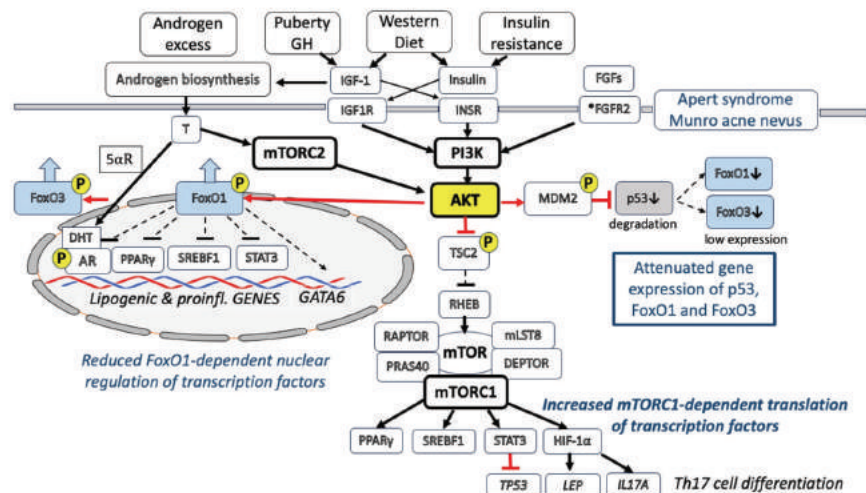 Androgen
excess
Puberty
GH
Western
Diet
Insulin
resistance
Androgen biosynthesis
IGF-1
Insulin
FGFs
IGF1R
INSR
*FGFR2
Apert syndrome
Munro acne nevus
T
mTORC2
PI3K
5αR
FoxO3
P
FoxO1
P
AKT
MDM2
P
p53↓
degradation
FoxO1↓
FoxO3↓
low expression
DHT
P
AR
PPARγ
SREBF1
STAT3
TSC2
P
Lipogenic & proinfl. GENES
GATA6
Attenuated gene
expression of p53,
FoxO1 and FoxO3
RHEB
Reduced FoxO1-dependent nuclear
regulation of transcription factors
RAPTOR
mLST8
mTOR
PRAS40
DEPTOR
mTORC1
Increased mTORC1-dependent translation
of transcription factors
PPARγ
SREBF1
STAT3
HIF-1α
TP53
LEP
IL17A
Th17 cell differentiation